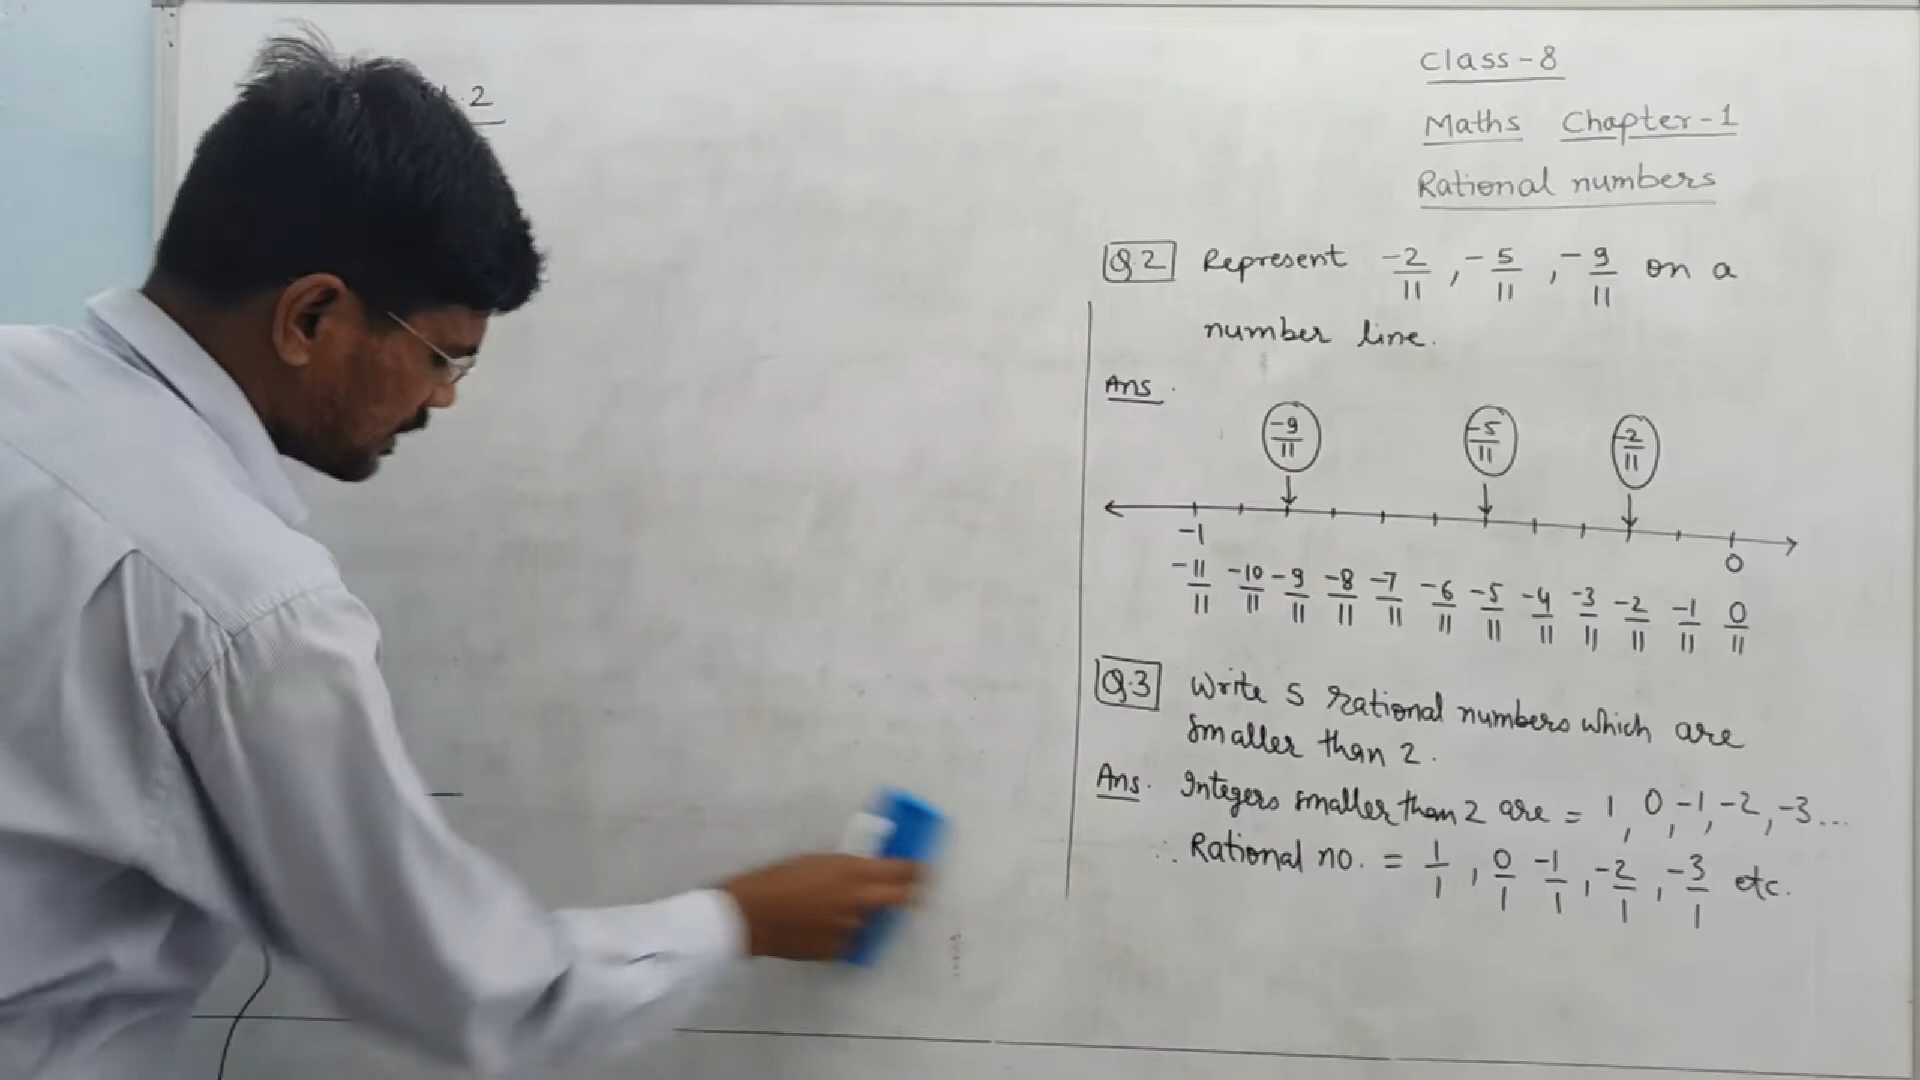 .2
Class-8
Maths Chapter-1
Rational numbers
Q.2 Represent -2/11, -5/11, -9/11 on a
number line.
Ans.
-9/11 -5/11 -2/11
-1 0
-11/11 -10/11 -9/11 -8/11 -7/11 -6/11 -5/11 -4/11 -3/11 -2/11 -1/11 0/11
Q.3 Write 5 rational numbers which are
smaller than 2.
Ans. Integers smaller than 2 are = 1, 0, -1, -2, -3...
∴ Rational no. = 1/1, 0/1 -1/1, -2/1, -3/1 etc.